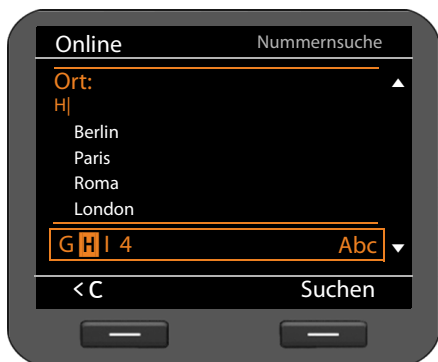 Online Nummernsuche
Ort:
H|
Berlin
Paris
Roma
London
G H I 4 Abc
< C Suchen